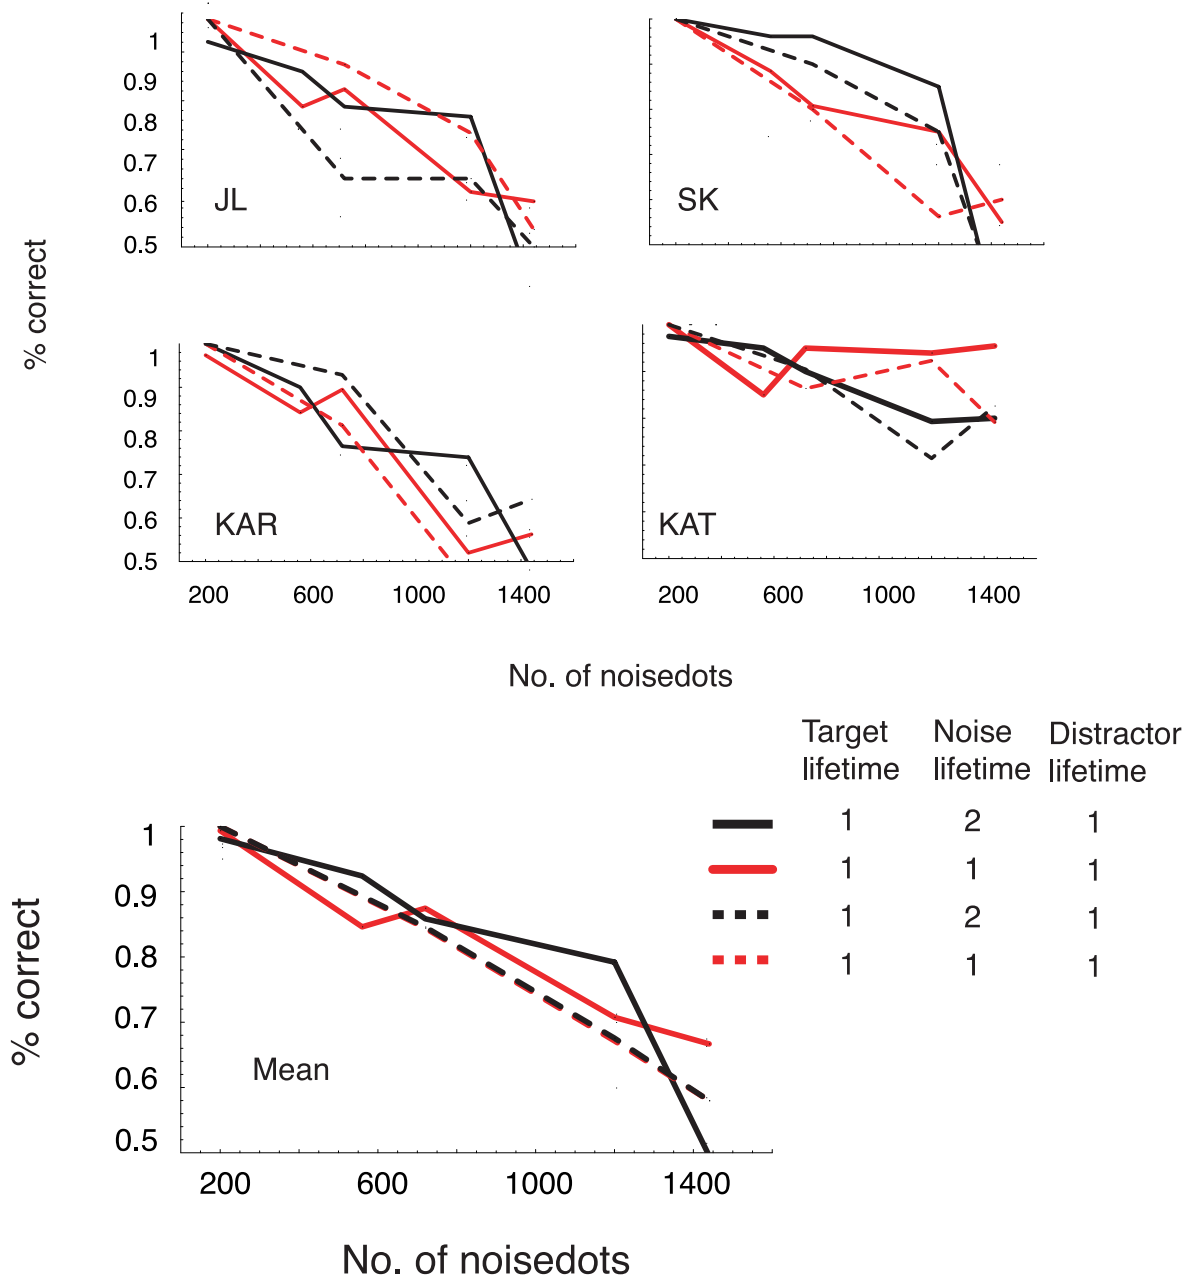 1
0.9
0.8
0.7
0.6
0.5
JL
SK
% correct
1
0.9
0.8
0.7
0.6
0.5
KAR
KAT
200 600 1000 1400
200 600 1000 1400
No. of noisedots
Target lifetime
Noise lifetime
Distractor lifetime
1 2 1
1 1 1
1 2 1
1 1 1
% correct
1
0.9
0.8
0.7
0.6
0.5
Mean
200 600 1000 1400
No. of noisedots